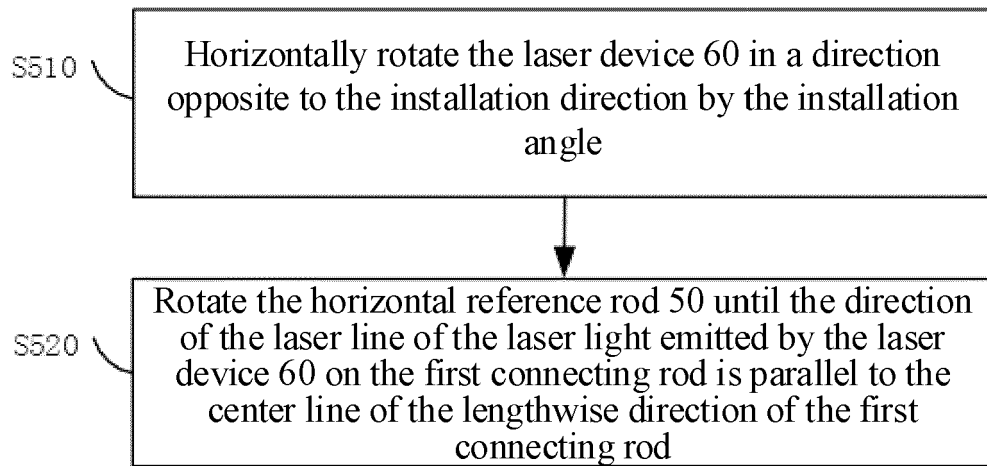 S510
Horizontally rotate the laser device 60 in a direction
opposite to the installation direction by the installation
angle
S520
Rotate the horizontal reference rod 50 until the direction
of the laser line of the laser light emitted by the laser
device 60 on the first connecting rod is parallel to the
center line of the lengthwise direction of the first
connecting rod